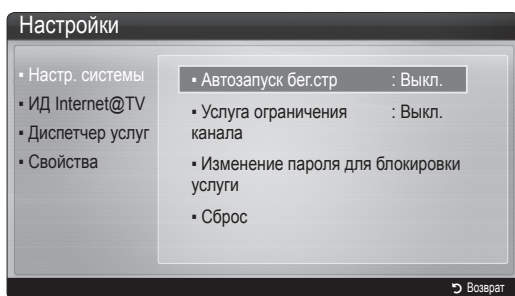 Настройки
▪ Настр. системы
▪ ИД Internet@TV
▪ Диспетчер услуг
▪ Свойства
▪ Автозапуск бег.стр : Выкл.
▪ Услуга ограничения : Выкл.
канала
▪ Изменение пароля для блокировки
услуги
▪ Сброс
Возврат